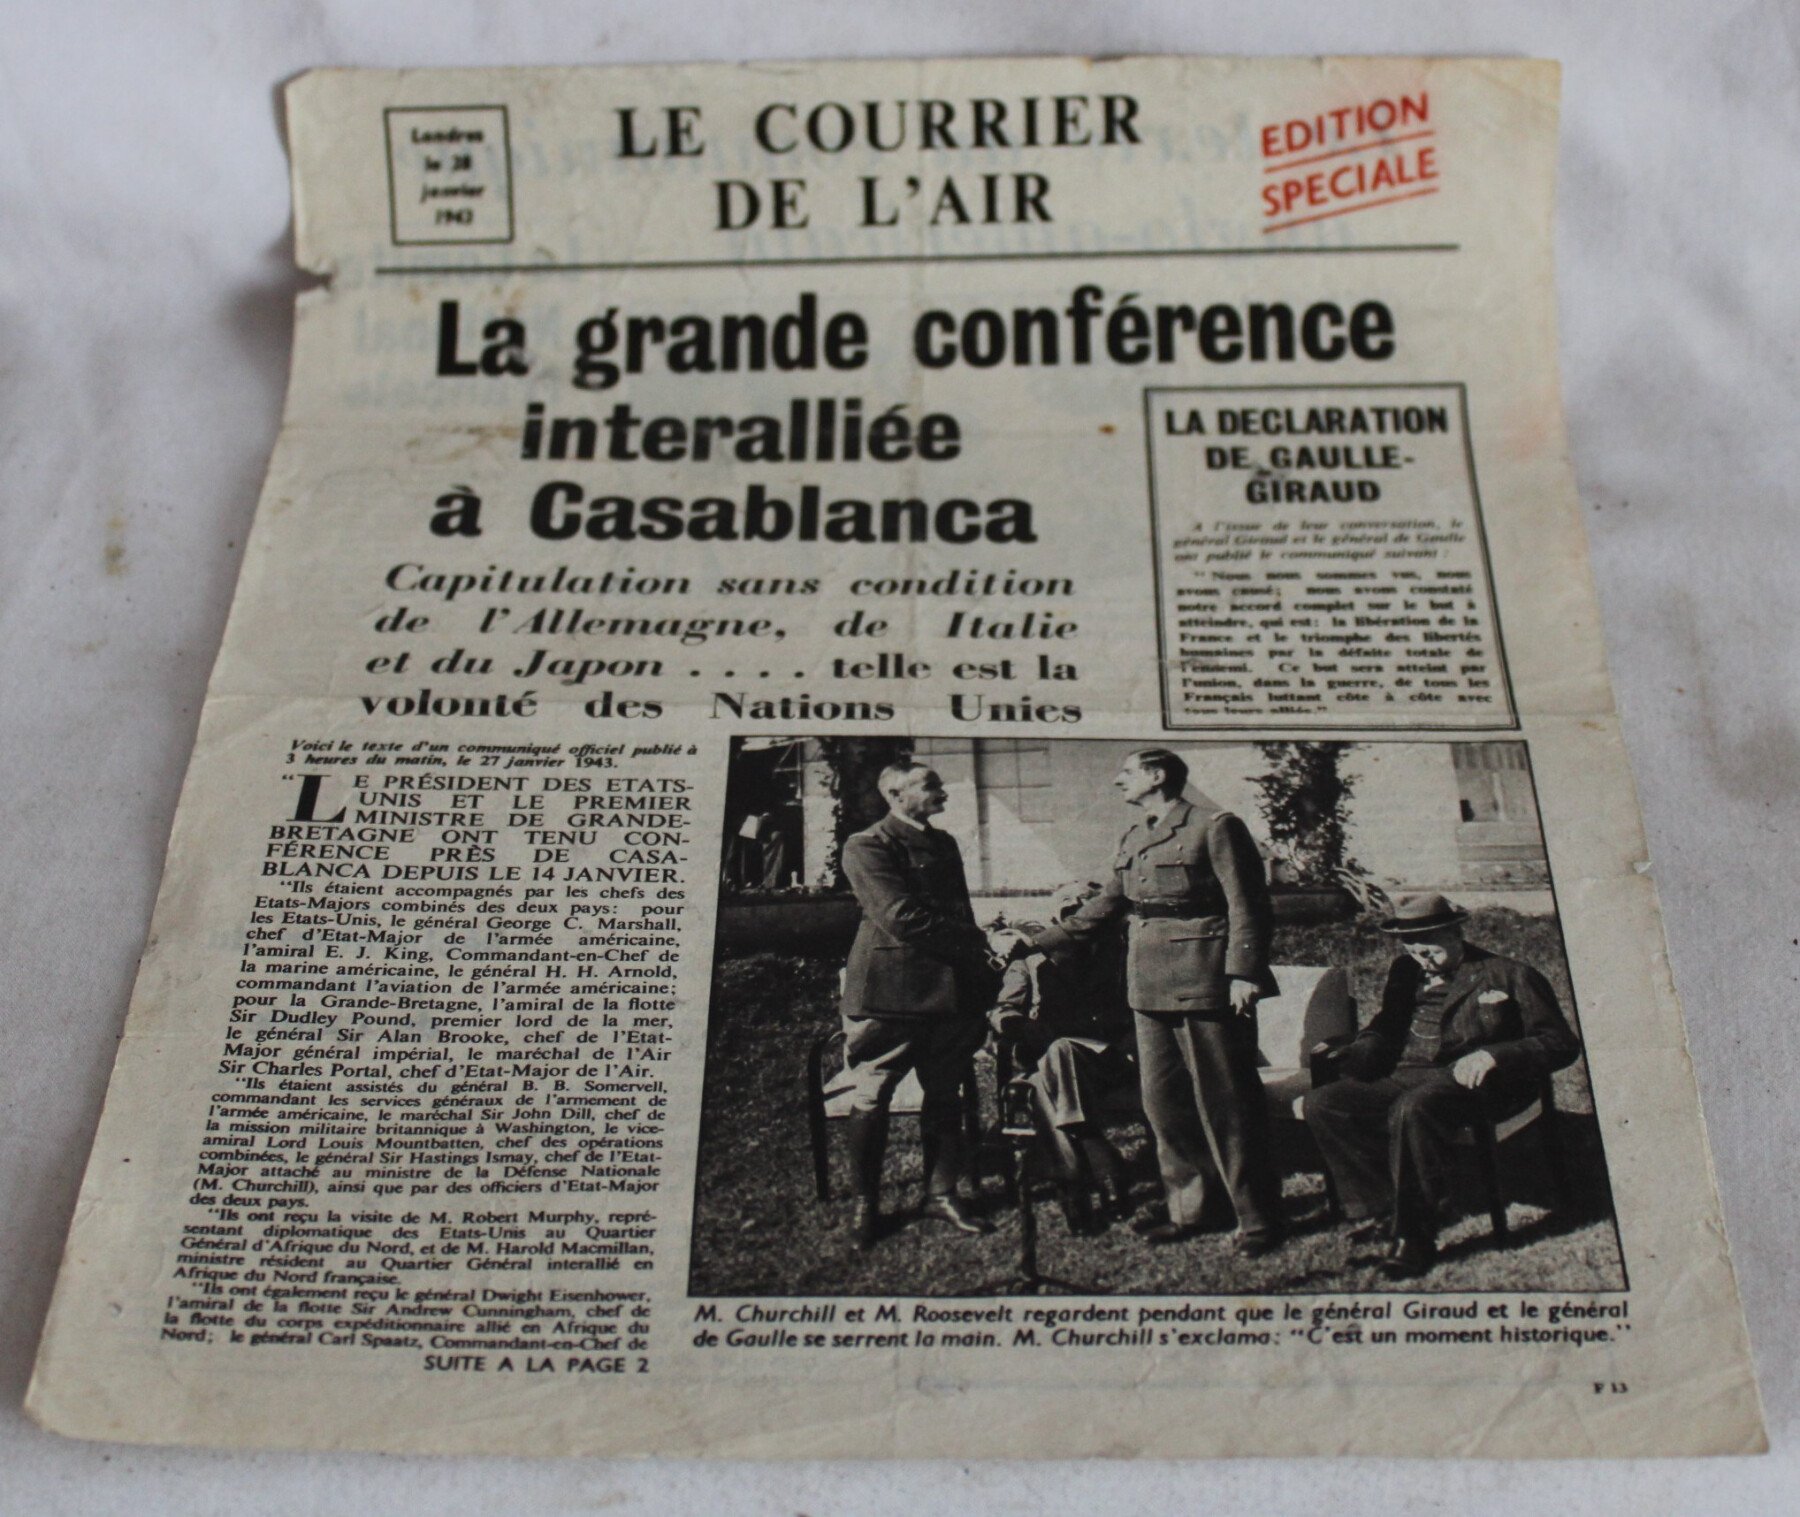 Londres
le 28
janvier
1943
LE COURRIER
DE L'AIR
EDITION
SPECIALE
La grande conférence
interalliée
à Casablanca
Capitulation sans condition
de l'Allemagne, de Italie
et du Japon . . . . telle est la
volonté des Nations Unies
LA DECLARATION
DE GAULLE-
GIRAUD
A l'issue de leur conversation, le
général Giraud et le général de Gaulle
ont publié le communiqué suivant :
"Nous nous sommes vus, nous
avons causé; nous avons constaté
notre accord complet sur le but à
atteindre, qui est: la libération de la
France et le triomphe des libertés
humaines par la défaite totale de
l'ennemi. Ce but sera atteint par
l'union, dans la guerre, de tous les
Français luttant côte à côte avec
tous leurs alliés."
Voici le texte d'un communiqué officiel publié à
3 heures du matin, le 27 janvier 1943.
"LE PRÉSIDENT DES ETATS-
UNIS ET LE PREMIER
MINISTRE DE GRANDE-
BRETAGNE ONT TENU CON-
FÉRENCE PRÈS DE CASA-
BLANCA DEPUIS LE 14 JANVIER.
"Ils étaient accompagnés par les chefs des
Etats-Majors combinés des deux pays: pour
les Etats-Unis, le général George C. Marshall,
chef d'Etat-Major de l'armée américaine,
l'amiral E. J. King, Commandant-en-Chef de
la marine américaine, le général H. H. Arnold,
commandant l'aviation de l'armée américaine;
pour la Grande-Bretagne, l'amiral de la flotte
Sir Dudley Pound, premier lord de la mer,
le général Sir Alan Brooke, chef de l'Etat-
Major général impérial, le maréchal de l'Air
Sir Charles Portal, chef d'Etat-Major de l'Air.
"Ils étaient assistés du général B. B. Somervell,
commandant les services généraux de l'armement de
l'armée américaine, le maréchal Sir John Dill, chef de
la mission militaire britannique à Washington, le vice-
amiral Lord Louis Mountbatten, chef des opérations
combinées, le général Sir Hastings Ismay, chef de l'Etat-
Major attaché au ministre de la Défense Nationale
(M. Churchill), ainsi que par des officiers d'Etat-Major
des deux pays.
"Ils ont reçu la visite de M. Robert Murphy, repré-
sentant diplomatique des Etats-Unis au Quartier
Général d'Afrique du Nord, et de M. Harold Macmillan,
ministre résident au Quartier Général interallié en
Afrique du Nord française.
"Ils ont également reçu le général Dwight Eisenhower,
l'amiral de la flotte Sir Andrew Cunningham, chef de
la flotte du corps expéditionnaire allié en Afrique du
Nord; le général Carl Spaatz, Commandant-en-Chef de
SUITE A LA PAGE 2
M. Churchill et M. Roosevelt regardent pendant que le général Giraud et le général
de Gaulle se serrent la main. M. Churchill s'exclama: "C'est un moment historique."
F 13